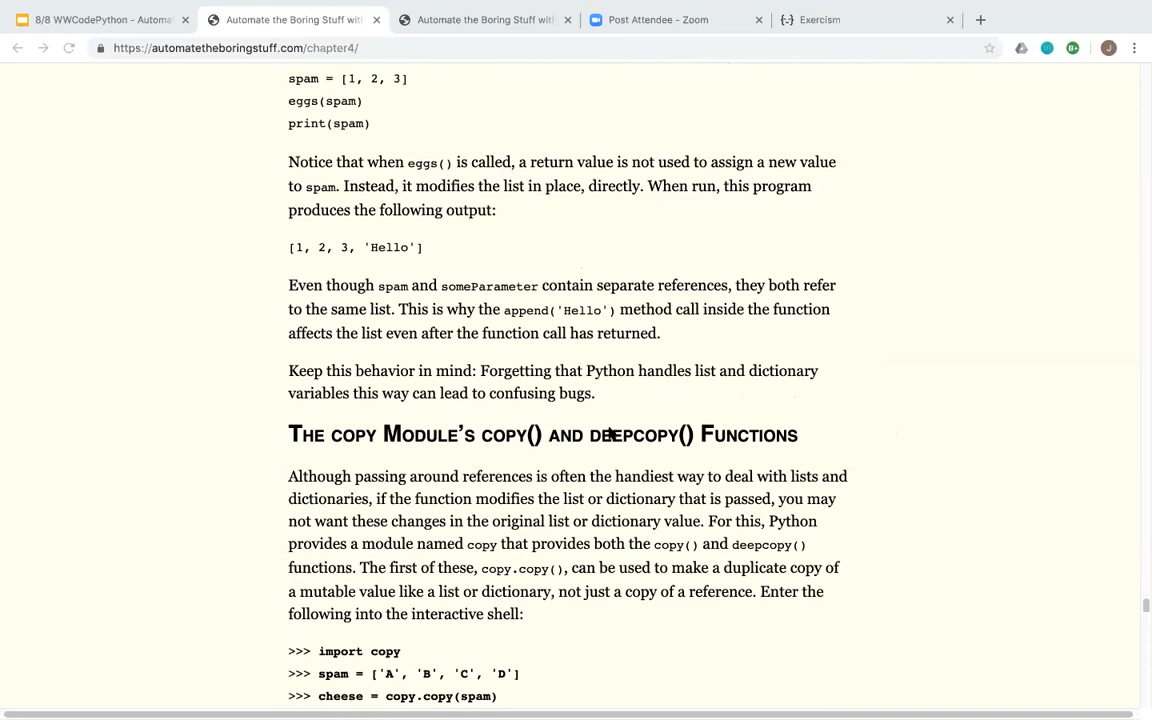 8/8 WWCodePython - Automa
Automate the Boring Stuff with
Automate the Boring Stuff with
Post Attendee - Zoom
Exercism
https://automatetheboringstuff.com/chapter4/
J
spam = [1, 2, 3]
eggs(spam)
print(spam)
Notice that when eggs() is called, a return value is not used to assign a new value
to spam. Instead, it modifies the list in place, directly. When run, this program
produces the following output:
[1, 2, 3, 'Hello']
Even though spam and someParameter contain separate references, they both refer
to the same list. This is why the append('Hello') method call inside the function
affects the list even after the function call has returned.
Keep this behavior in mind: Forgetting that Python handles list and dictionary
variables this way can lead to confusing bugs.
The copy Module's copy() and deepcopy() Functions
Although passing around references is often the handiest way to deal with lists and
dictionaries, if the function modifies the list or dictionary that is passed, you may
not want these changes in the original list or dictionary value. For this, Python
provides a module named copy that provides both the copy() and deepcopy()
functions. The first of these, copy.copy(), can be used to make a duplicate copy of
a mutable value like a list or dictionary, not just a copy of a reference. Enter the
following into the interactive shell:
>>> import copy
>>> spam = ['A', 'B', 'C', 'D']
>>> cheese = copy.copy(spam)